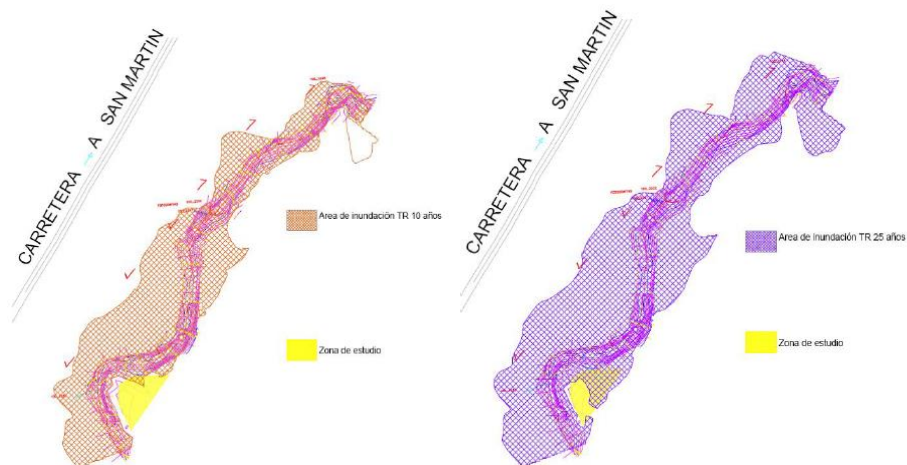 CARRETERA A SAN MARTIN
Area de inundación TR 10 años
Zona de estudio
CARRETERA A SAN MARTIN
Area de Inundación TR 25 años
Zona de estudio